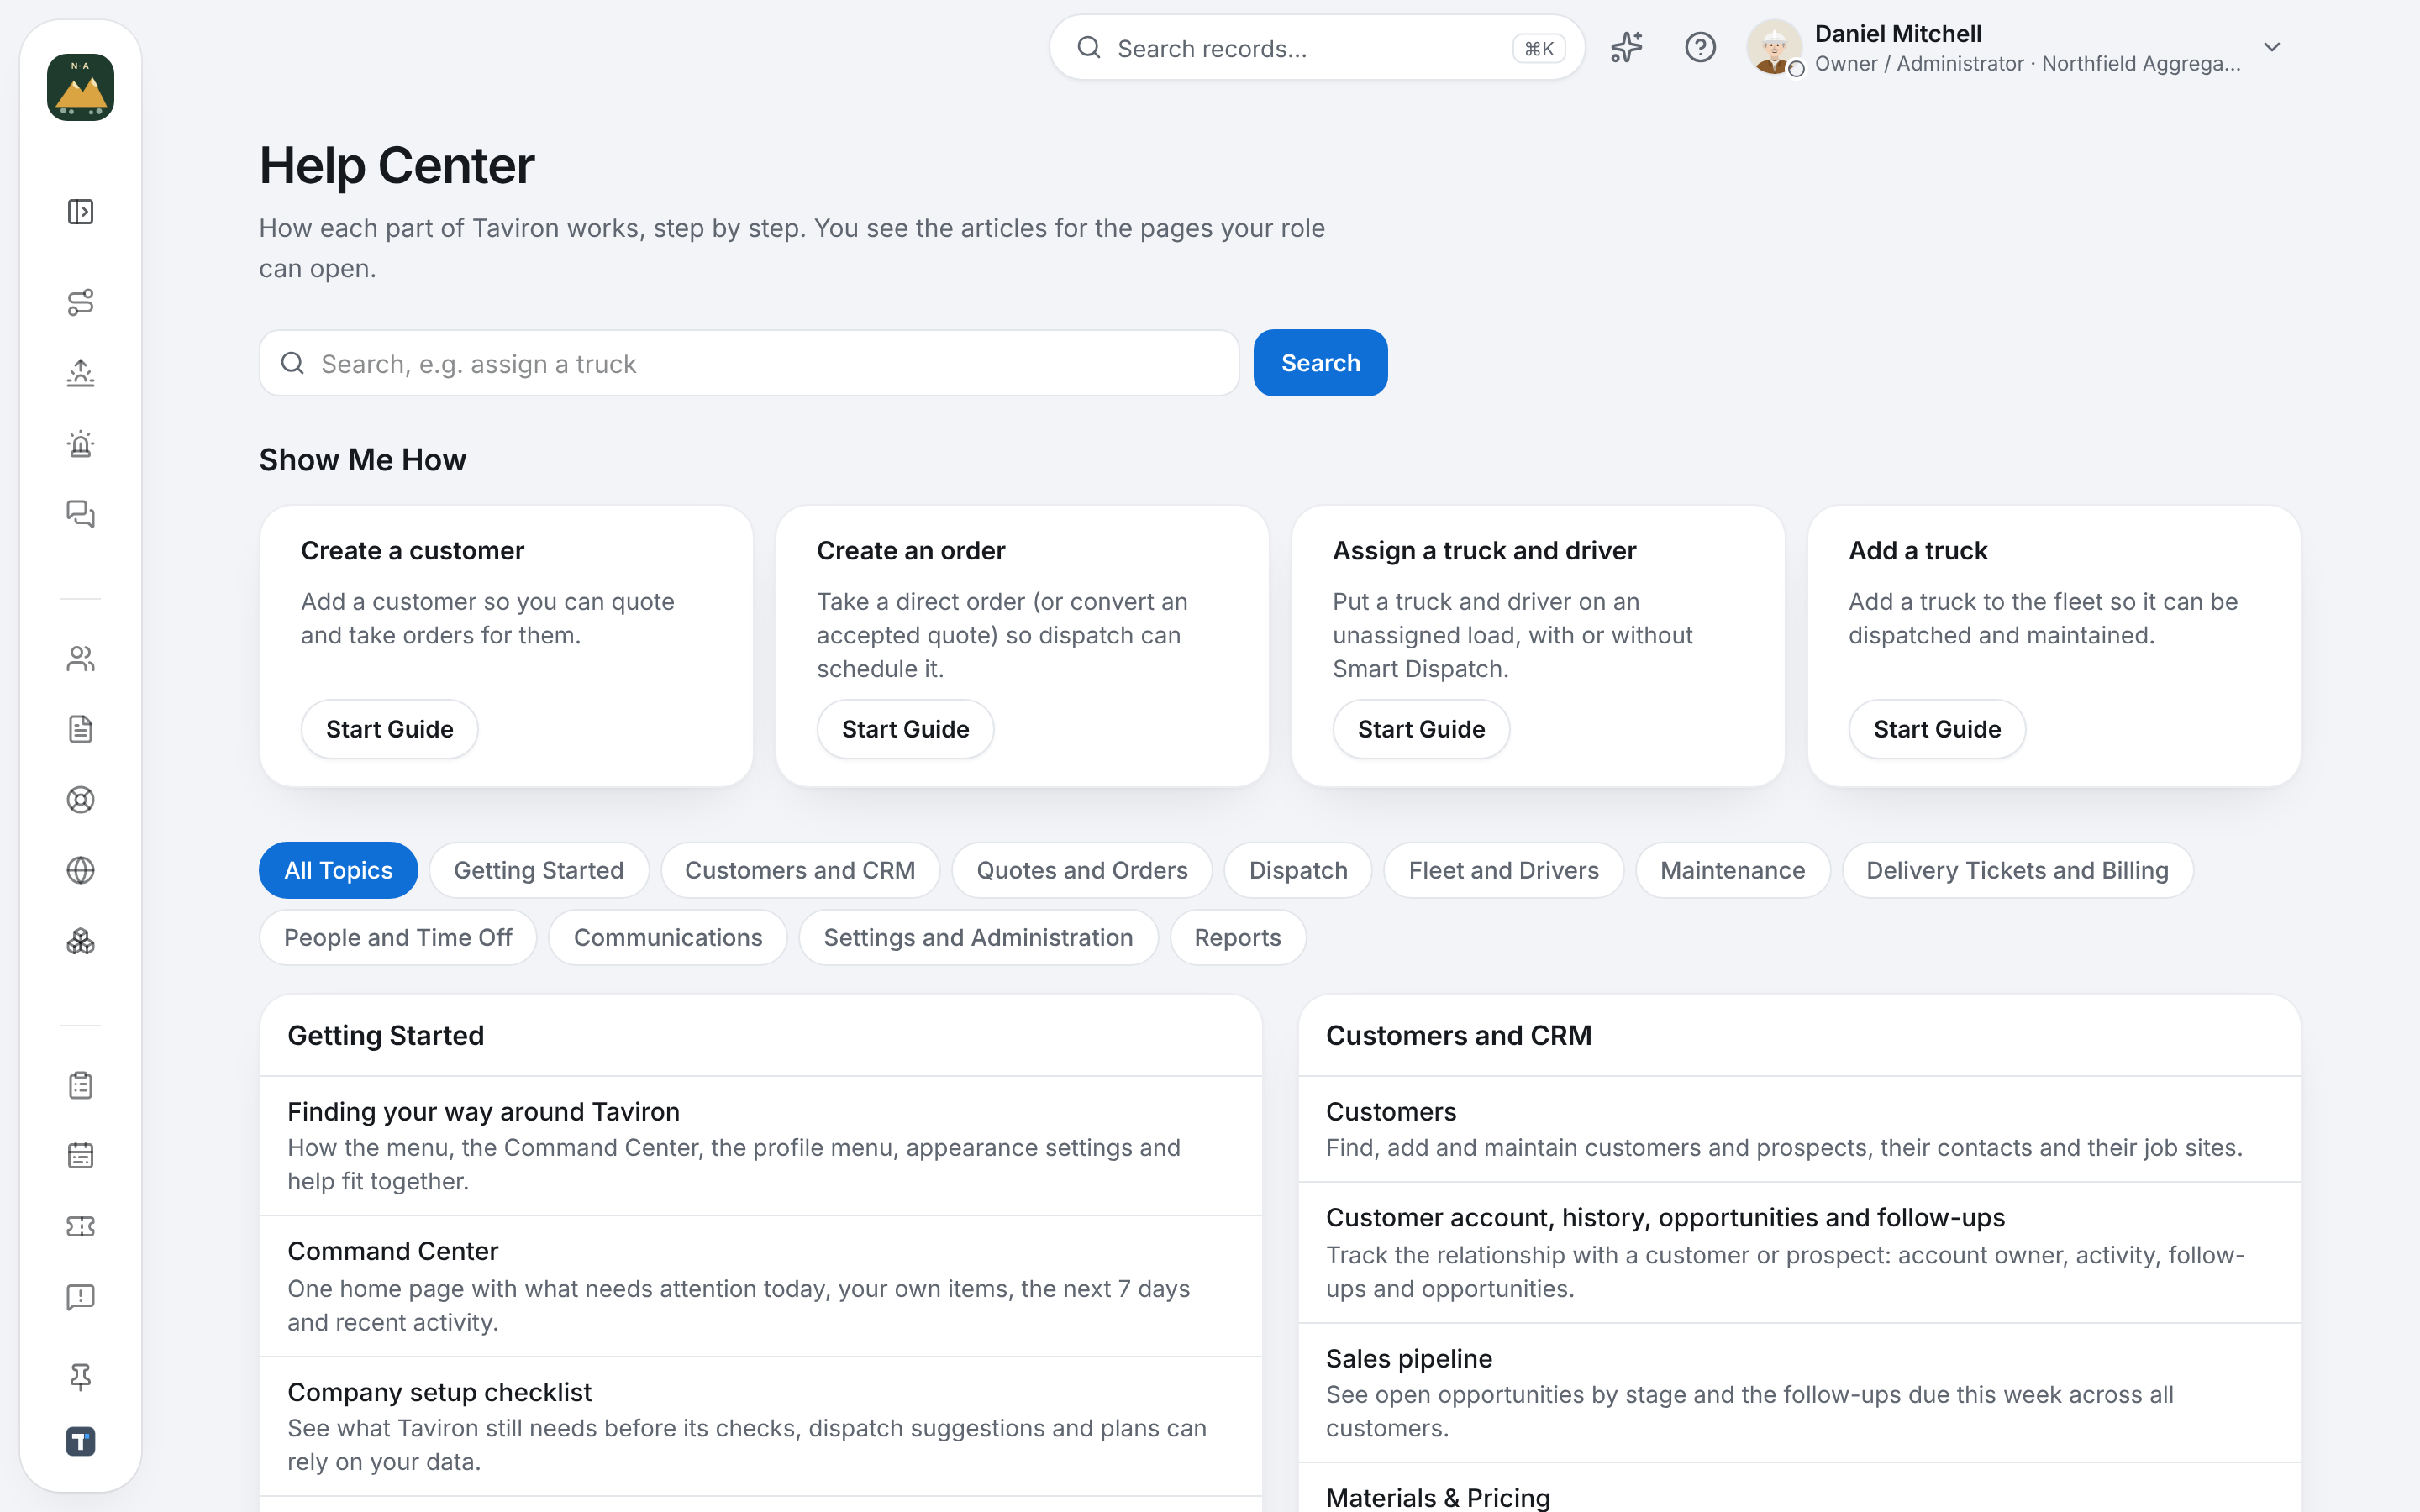 N·A
Search records...
⌘K
Daniel Mitchell
Owner / Administrator · Northfield Aggrega...
Help Center
How each part of Taviron works, step by step. You see the articles for the pages your role
can open.
Search, e.g. assign a truck
Search
Show Me How
Create a customer
Add a customer so you can quote
and take orders for them.
Start Guide
Create an order
Take a direct order (or convert an
accepted quote) so dispatch can
schedule it.
Start Guide
Assign a truck and driver
Put a truck and driver on an
unassigned load, with or without
Smart Dispatch.
Start Guide
Add a truck
Add a truck to the fleet so it can be
dispatched and maintained.
Start Guide
All Topics
Getting Started
Customers and CRM
Quotes and Orders
Dispatch
Fleet and Drivers
Maintenance
Delivery Tickets and Billing
People and Time Off
Communications
Settings and Administration
Reports
Getting Started
Finding your way around Taviron
How the menu, the Command Center, the profile menu, appearance settings and
help fit together.
Command Center
One home page with what needs attention today, your own items, the next 7 days
and recent activity.
Company setup checklist
See what Taviron still needs before its checks, dispatch suggestions and plans can
rely on your data.
Customers and CRM
Customers
Find, add and maintain customers and prospects, their contacts and their job sites.
Customer account, history, opportunities and follow-ups
Track the relationship with a customer or prospect: account owner, activity, follow-
ups and opportunities.
Sales pipeline
See open opportunities by stage and the follow-ups due this week across all
customers.
Materials & Pricing
T